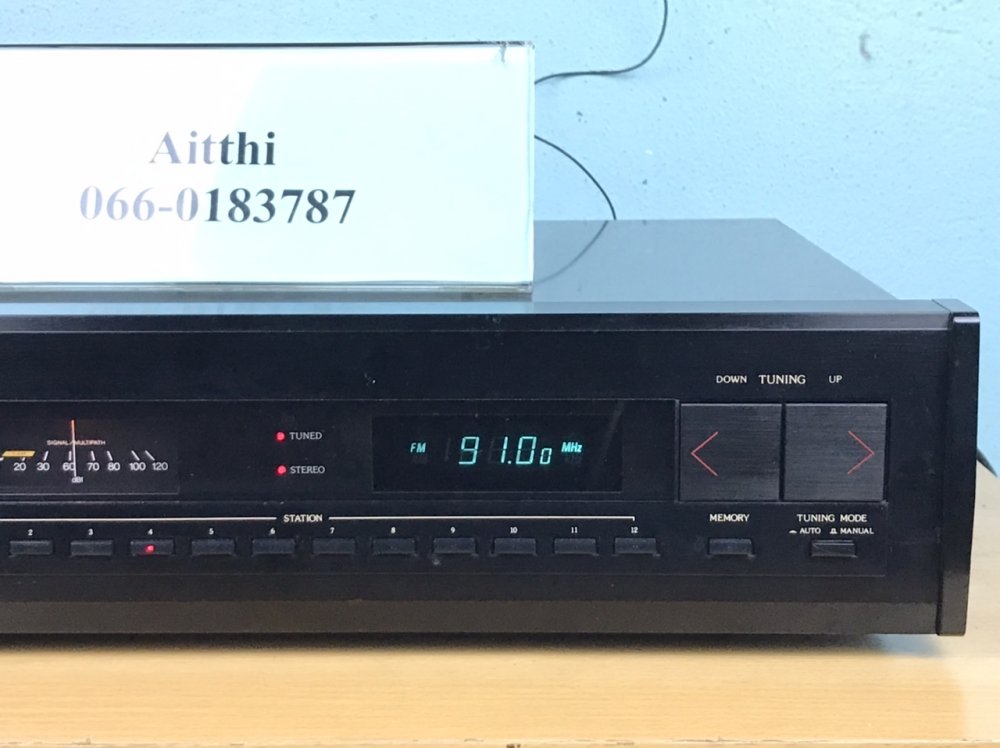 Aitthi
066-0183787
DOWN TUNING UP
SIGNAL/MULTIPATH
20 30 60 70 80 100 120
dBf
TUNED
STEREO
FM 91.00 MHz
STATION
2 3 4 5 6 7 8 9 10 11 12
MEMORY
TUNING MODE
AUTO MANUAL